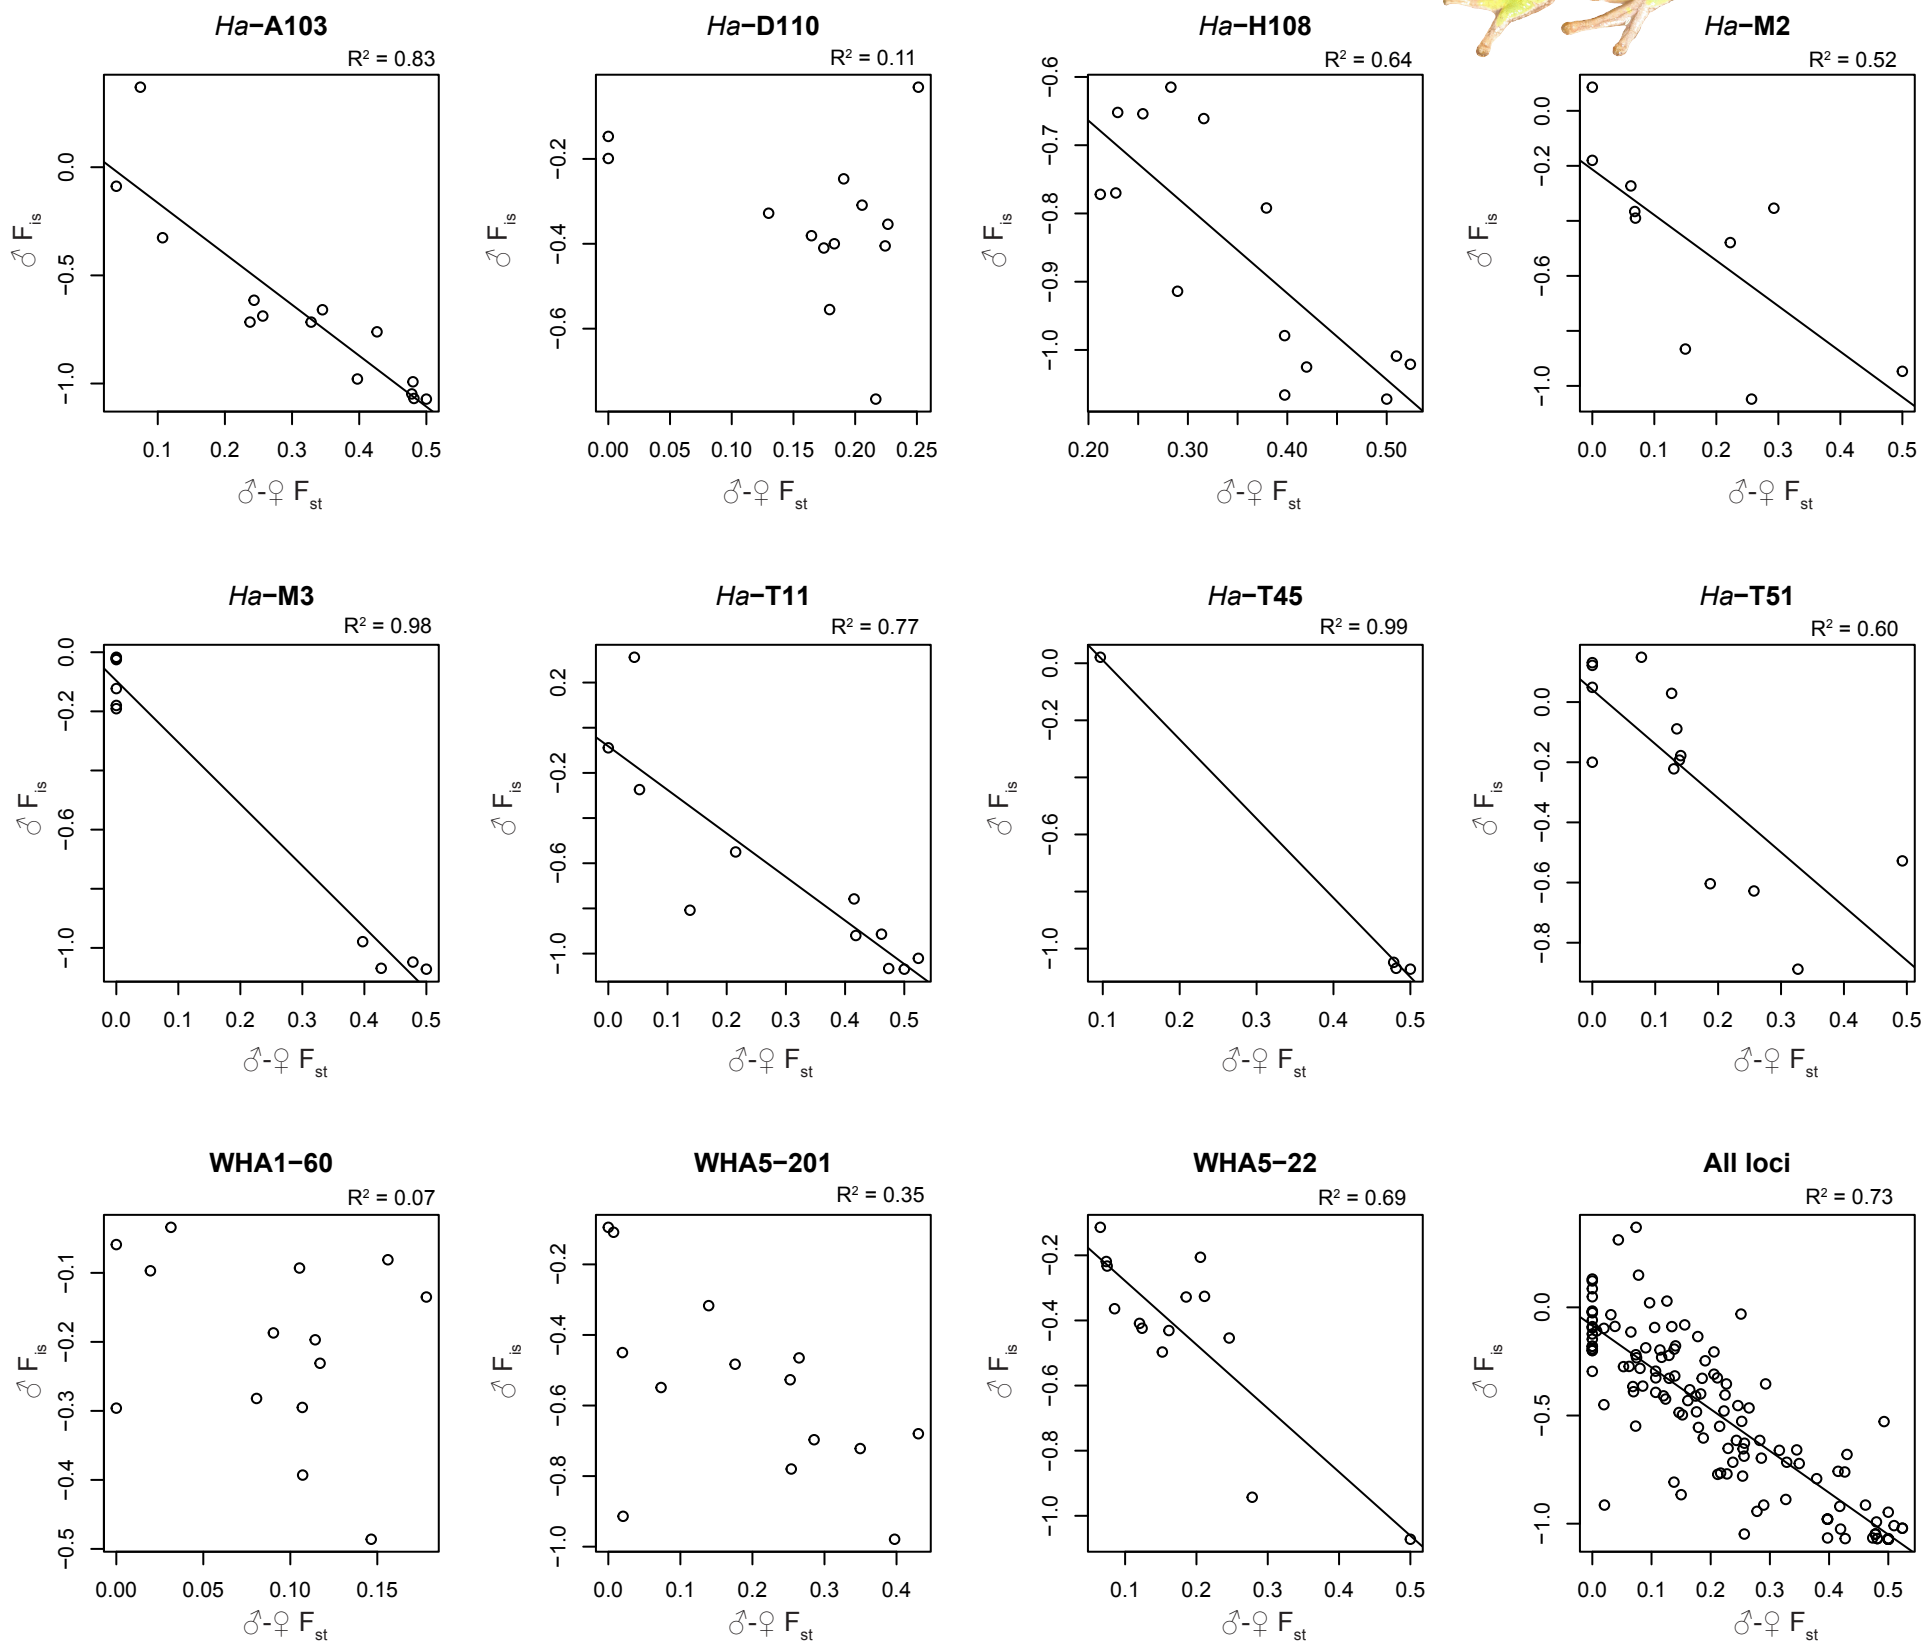 Ha−A103
R² = 0.83
0.0
−0.5
−1.0
♂ Fis
0.1 0.2 0.3 0.4 0.5
♂-♀ Fst
Ha−D110
R² = 0.11
−0.2
−0.4
−0.6
♂ Fis
0.00 0.05 0.10 0.15 0.20 0.25
♂-♀ Fst
Ha−H108
R² = 0.64
−0.6
−0.7
−0.8
−0.9
−1.0
♂ Fis
0.20 0.30 0.40 0.50
♂-♀ Fst
Ha−M2
R² = 0.52
0.0
−0.2
−0.6
−1.0
♂ Fis
0.0 0.1 0.2 0.3 0.4 0.5
♂-♀ Fst
Ha−M3
R² = 0.98
0.0
−0.2
−0.6
−1.0
♂ Fis
0.0 0.1 0.2 0.3 0.4 0.5
♂-♀ Fst
Ha−T11
R² = 0.77
0.2
−0.2
−0.6
−1.0
♂ Fis
0.0 0.1 0.2 0.3 0.4 0.5
♂-♀ Fst
Ha−T45
R² = 0.99
0.0
−0.2
−0.6
−1.0
♂ Fis
0.1 0.2 0.3 0.4 0.5
♂-♀ Fst
Ha−T51
R² = 0.60
0.0
−0.2
−0.4
−0.6
−0.8
♂ Fis
0.0 0.1 0.2 0.3 0.4 0.5
♂-♀ Fst
WHA1−60
R² = 0.07
−0.1
−0.2
−0.3
−0.4
−0.5
♂ Fis
0.00 0.05 0.10 0.15
♂-♀ Fst
WHA5−201
R² = 0.35
−0.2
−0.4
−0.6
−0.8
−1.0
♂ Fis
0.0 0.1 0.2 0.3 0.4
♂-♀ Fst
WHA5−22
R² = 0.69
−0.2
−0.4
−0.6
−0.8
−1.0
♂ Fis
0.1 0.2 0.3 0.4 0.5
♂-♀ Fst
All loci
R² = 0.73
0.0
−0.5
−1.0
♂ Fis
0.0 0.1 0.2 0.3 0.4 0.5
♂-♀ Fst